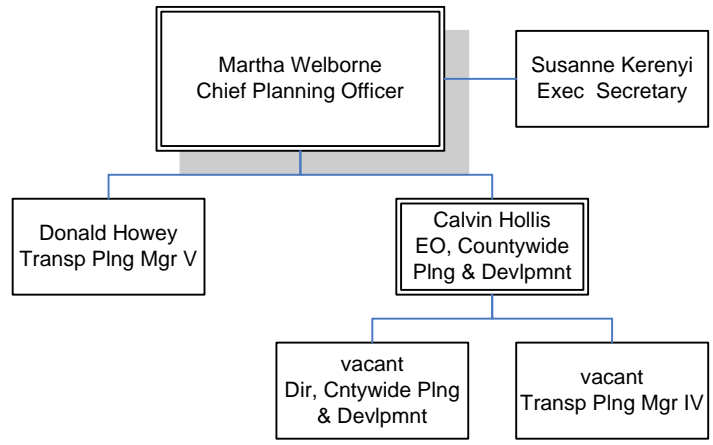 Martha Welborne
Chief Planning Officer
Susanne Kerenyi
Exec Secretary
Donald Howey
Transp Plng Mgr V
Calvin Hollis
EO, Countywide
Plng & Devlpmnt
vacant
Dir, Cntywide Plng
& Devlpmnt
vacant
Transp Plng Mgr IV